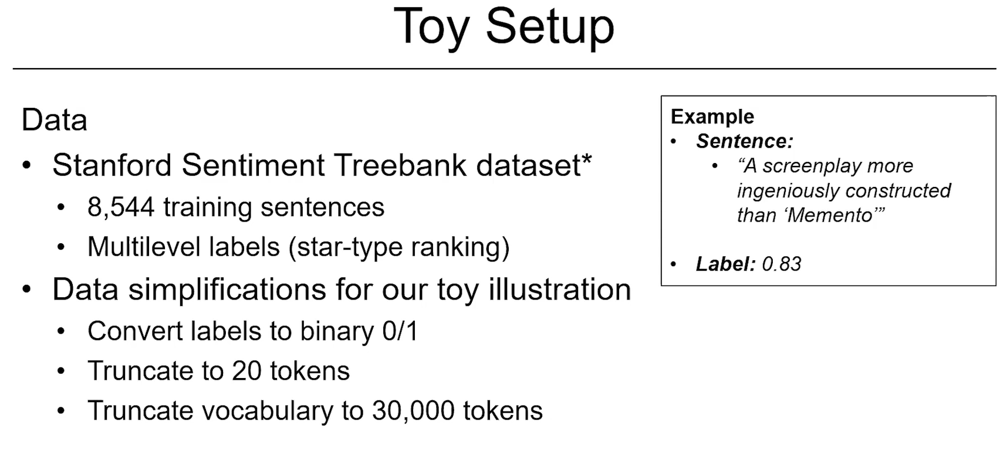 Toy Setup
Data
• Stanford Sentiment Treebank dataset*
• 8,544 training sentences
• Multilevel labels (star-type ranking)
• Data simplifications for our toy illustration
• Convert labels to binary 0/1
• Truncate to 20 tokens
• Truncate vocabulary to 30,000 tokens
Example
• Sentence:
• “A screenplay more
ingeniously constructed
than ‘Memento’”
• Label: 0.83